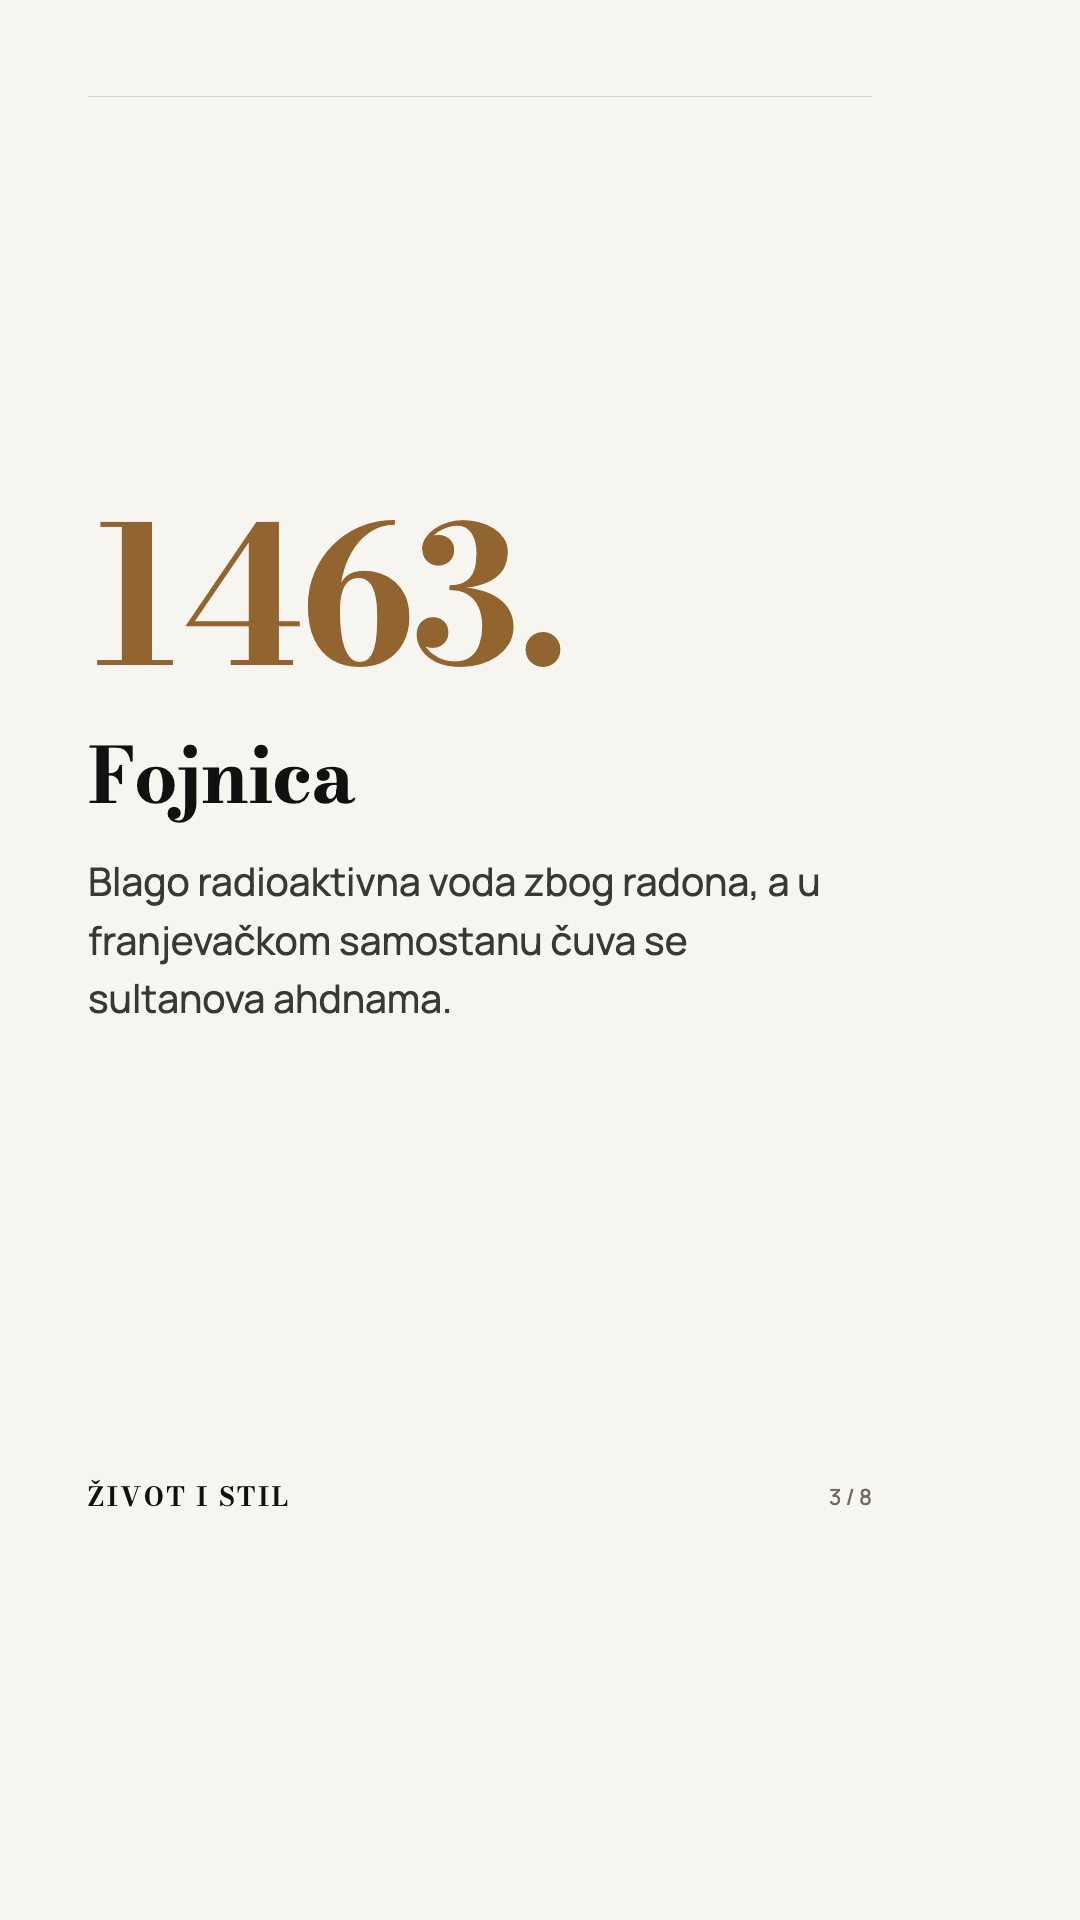 1463.
Fojnica
Blago radioaktivna voda zbog radona, a u
franjevačkom samostanu čuva se
sultanova ahdnama.
ŽIVOT I STIL
3 / 8